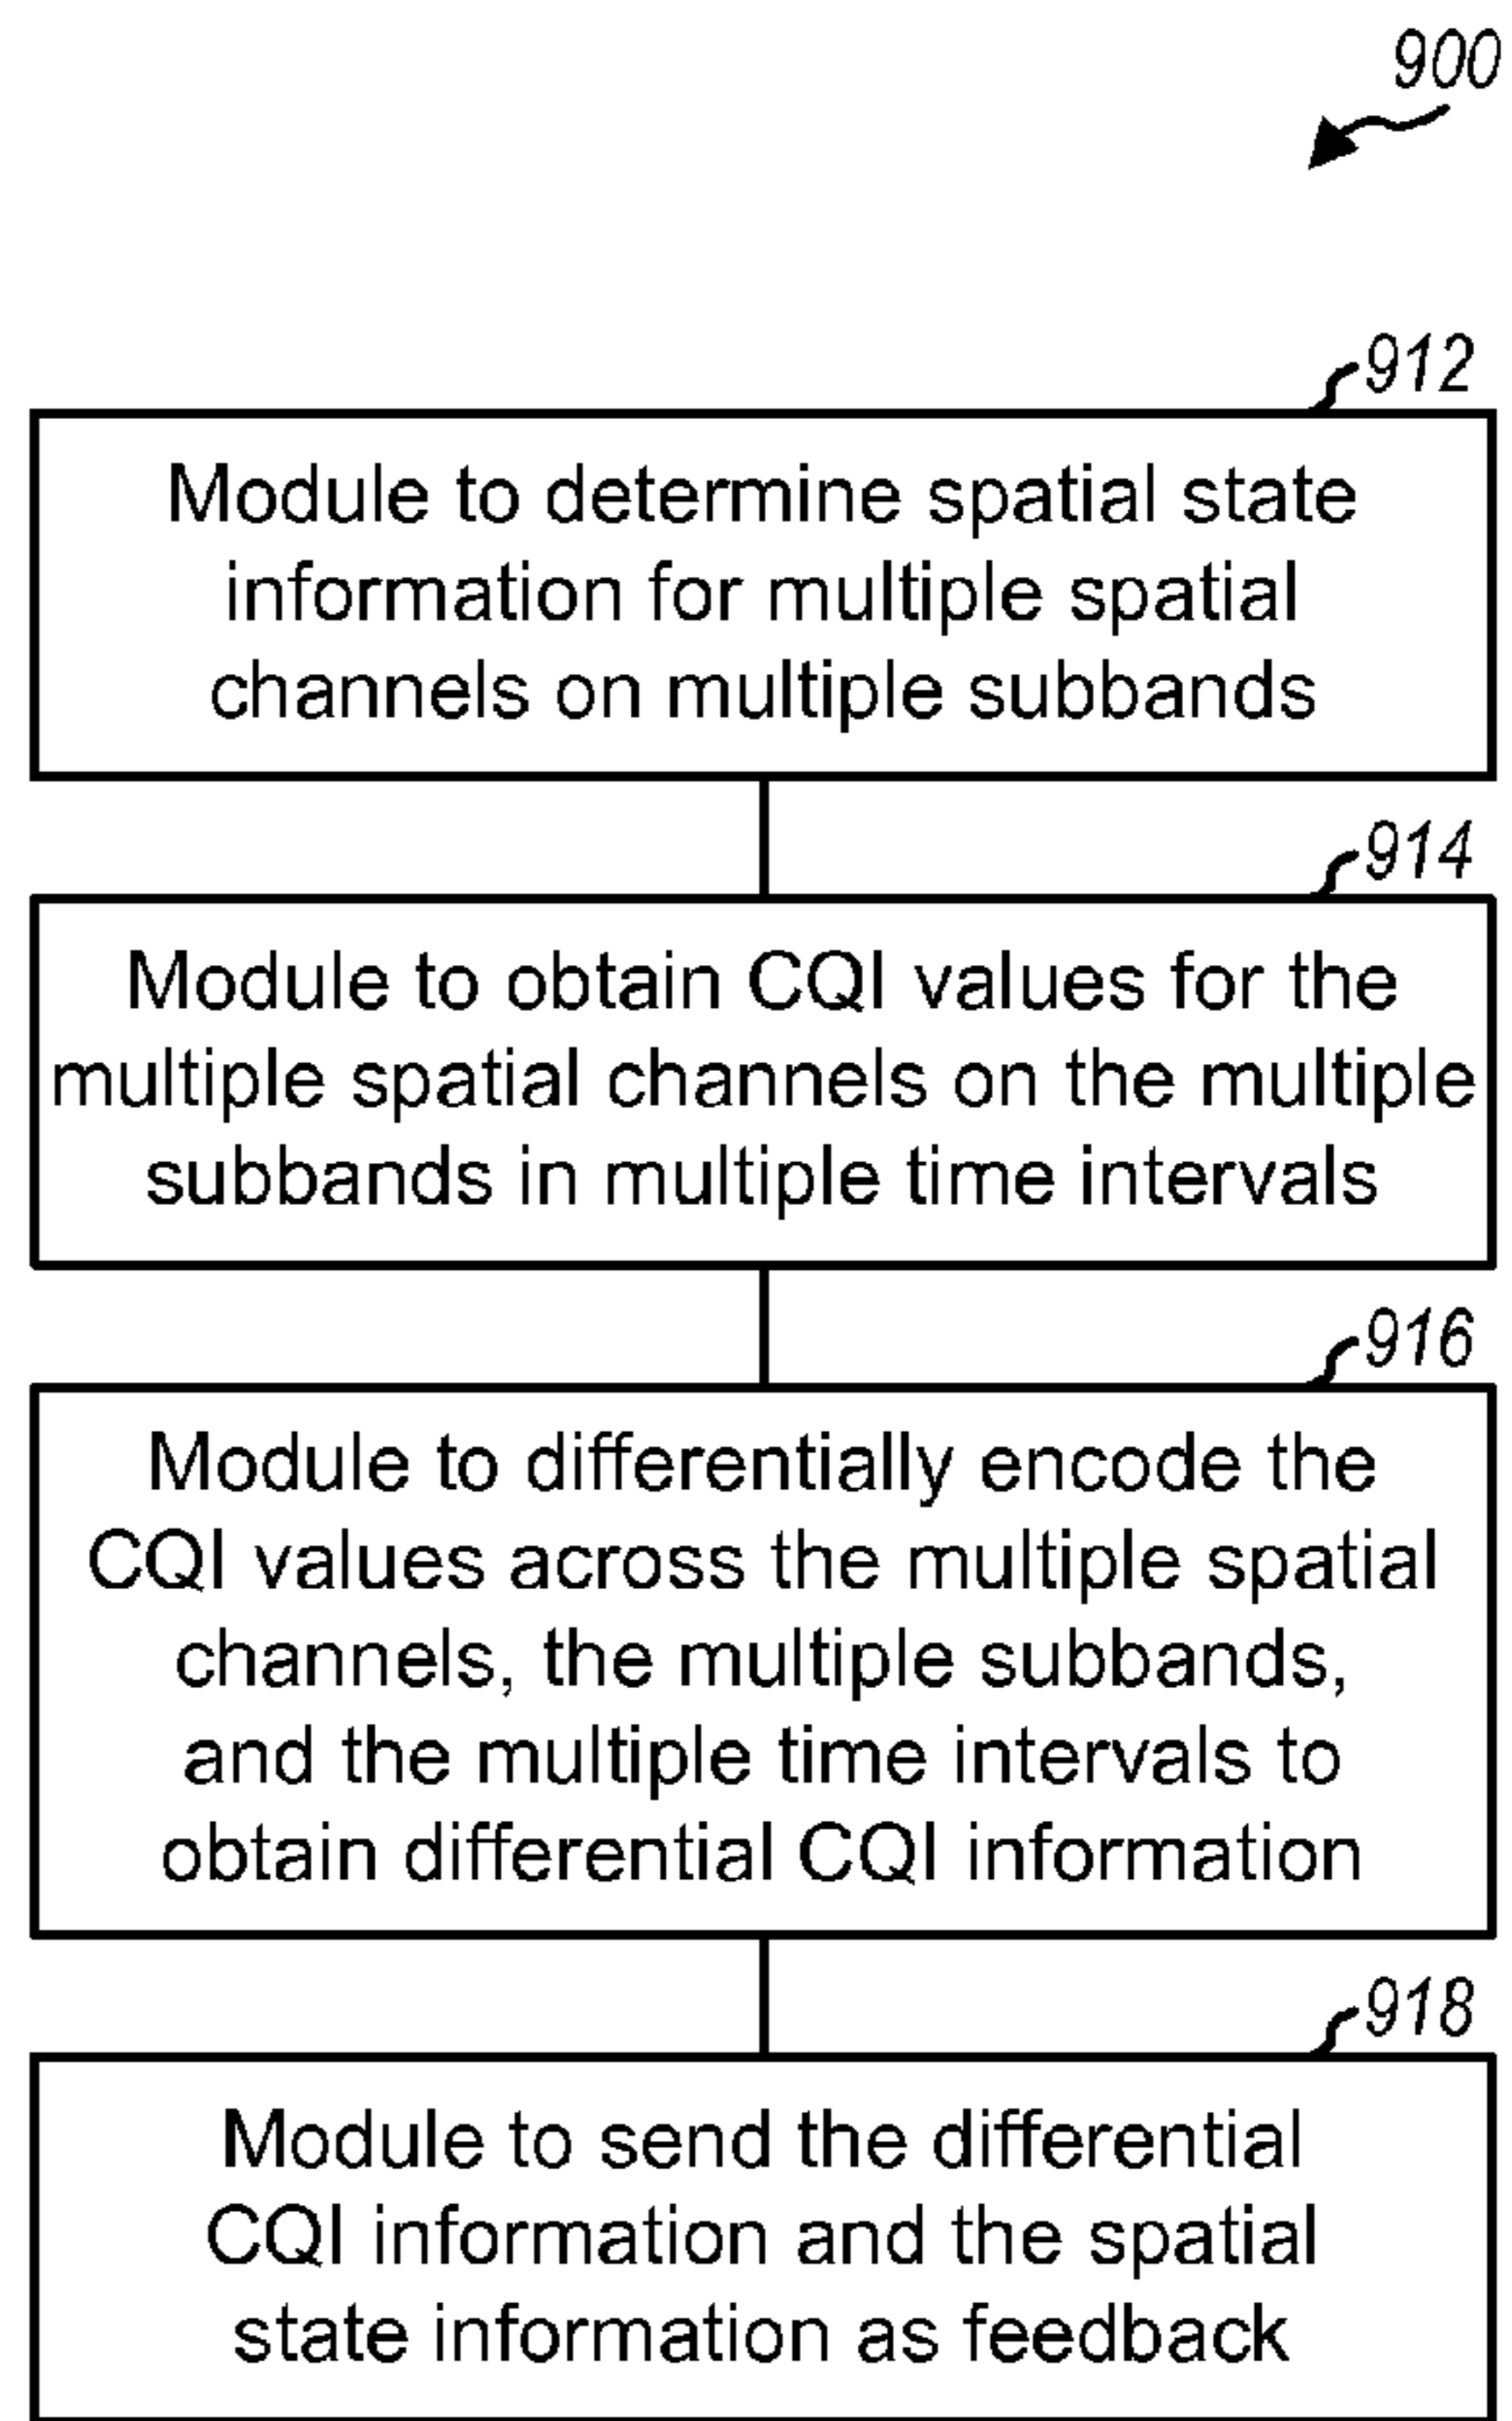 900
912
Module to determine spatial state
information for multiple spatial
channels on multiple subbands
914
Module to obtain CQI values for the
multiple spatial channels on the multiple
subbands in multiple time intervals
916
Module to differentially encode the
CQI values across the multiple spatial
channels, the multiple subbands,
and the multiple time intervals to
obtain differential CQI information
918
Module to send the differential
CQI information and the spatial
state information as feedback